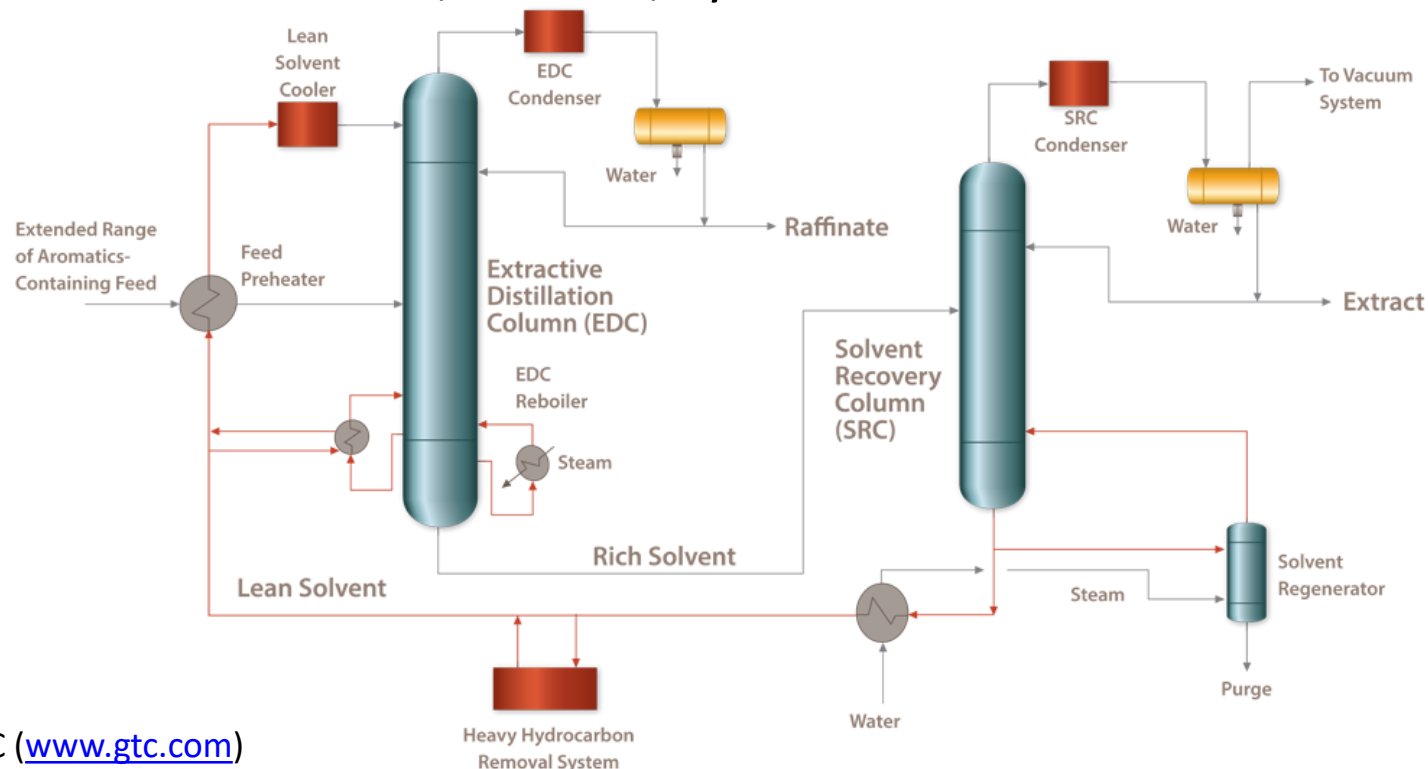 Lean
Solvent
Cooler
EDC
Condenser
Water
To Vacuum
System
SRC
Condenser
Water
Extended Range
of Aromatics-
Containing Feed
Feed
Preheater
Raffinate
Extractive
Distillation
Column (EDC)
Extract
EDC
Reboiler
Steam
Solvent
Recovery
Column
(SRC)
Rich Solvent
Lean Solvent
Steam
Solvent
Regenerator
Purge
Water
Heavy Hydrocarbon
Removal System
C (www.gtc.com)